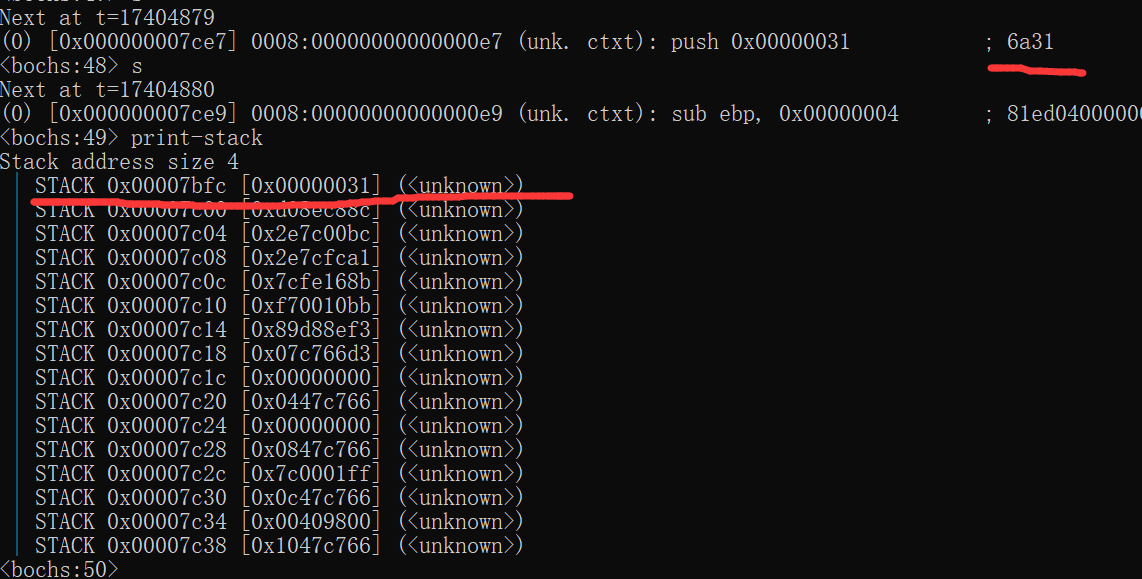 Next at t=17404879
(0) [0x000000007ce7] 0008:00000000000000e7 (unk. ctxt): push 0x00000031 ; 6a31
<bochs:48> s
Next at t=17404880
(0) [0x000000007ce9] 0008:00000000000000e9 (unk. ctxt): sub ebp, 0x00000004 ; 81ed0400000
<bochs:49> print-stack
Stack address size 4
STACK 0x00007bfc [0x00000031] (<unknown>)
STACK 0x00007c00 [0xd08ec88c] (<unknown>)
STACK 0x00007c04 [0x2e7c00bc] (<unknown>)
STACK 0x00007c08 [0x2e7cfca1] (<unknown>)
STACK 0x00007c0c [0x7cfe168b] (<unknown>)
STACK 0x00007c10 [0xf70010bb] (<unknown>)
STACK 0x00007c14 [0x89d88ef3] (<unknown>)
STACK 0x00007c18 [0x07c766d3] (<unknown>)
STACK 0x00007c1c [0x00000000] (<unknown>)
STACK 0x00007c20 [0x0447c766] (<unknown>)
STACK 0x00007c24 [0x00000000] (<unknown>)
STACK 0x00007c28 [0x0847c766] (<unknown>)
STACK 0x00007c2c [0x7c0001ff] (<unknown>)
STACK 0x00007c30 [0x0c47c766] (<unknown>)
STACK 0x00007c34 [0x00409800] (<unknown>)
STACK 0x00007c38 [0x1047c766] (<unknown>)
<bochs:50>